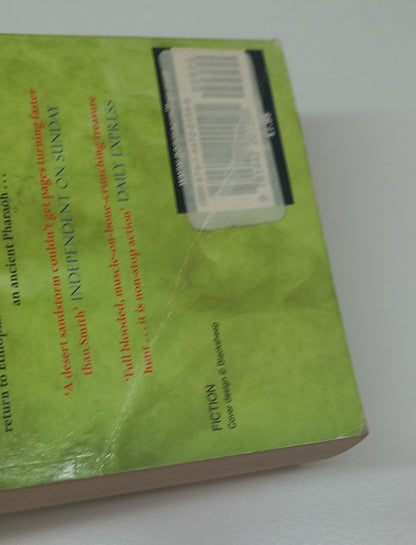 return to
an ancient Pharaoh . . .
'A desert sandstorm couldn't get pages turning faster
than Smith' INDEPENDENT ON SUNDAY
'Full blooded, muscle-on-bone-crunching treasure
hunt . . . it is non-stop action' DAILY EXPRESS
FICTION
Cover design © Blacksheep